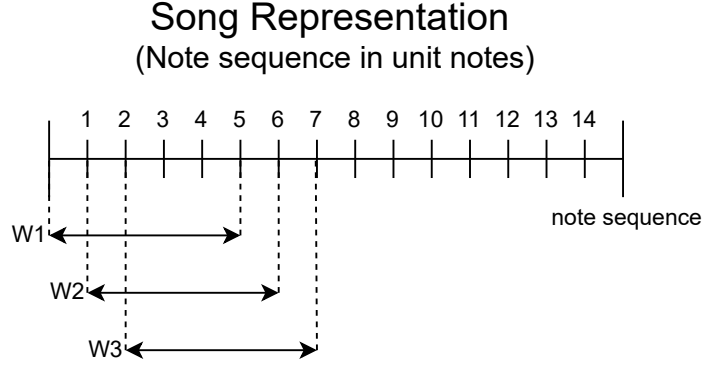 Song Representation
(Note sequence in unit notes)
1 2 3 4 5 6 7 8 9 10 11 12 13 14
note sequence
W1
W2
W3